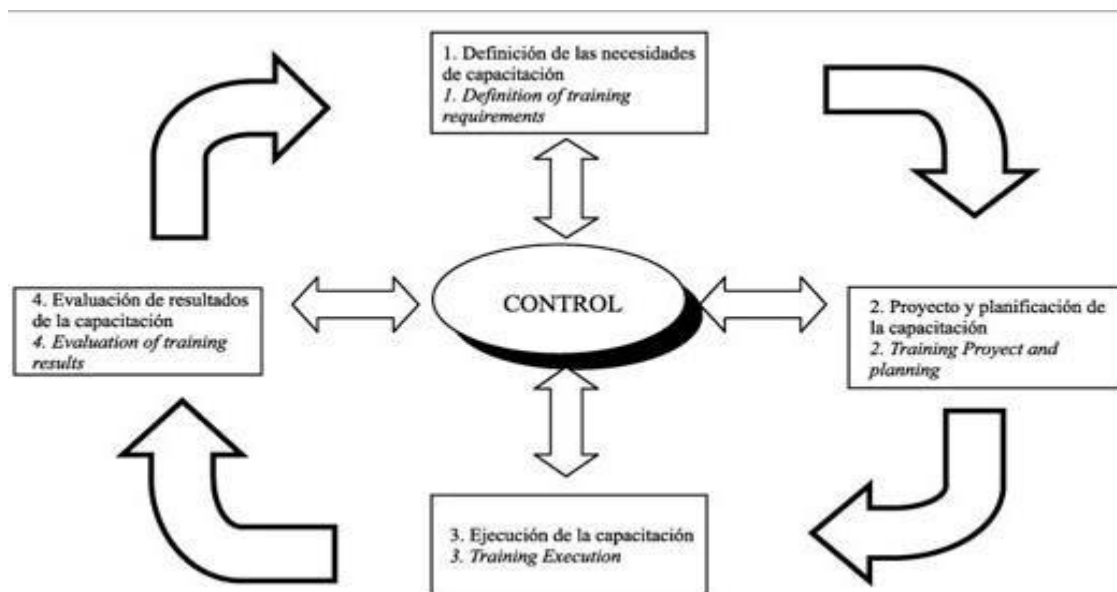 1. Definición de las necesidades
de capacitación
1. Definition of training
requirements
CONTROL
4. Evaluación de resultados
de la capacitación
4. Evaluation of training
results
2. Proyecto y planificación de
la capacitación
2. Training Proyect and
planning
3. Ejecución de la capacitación
3. Training Execution